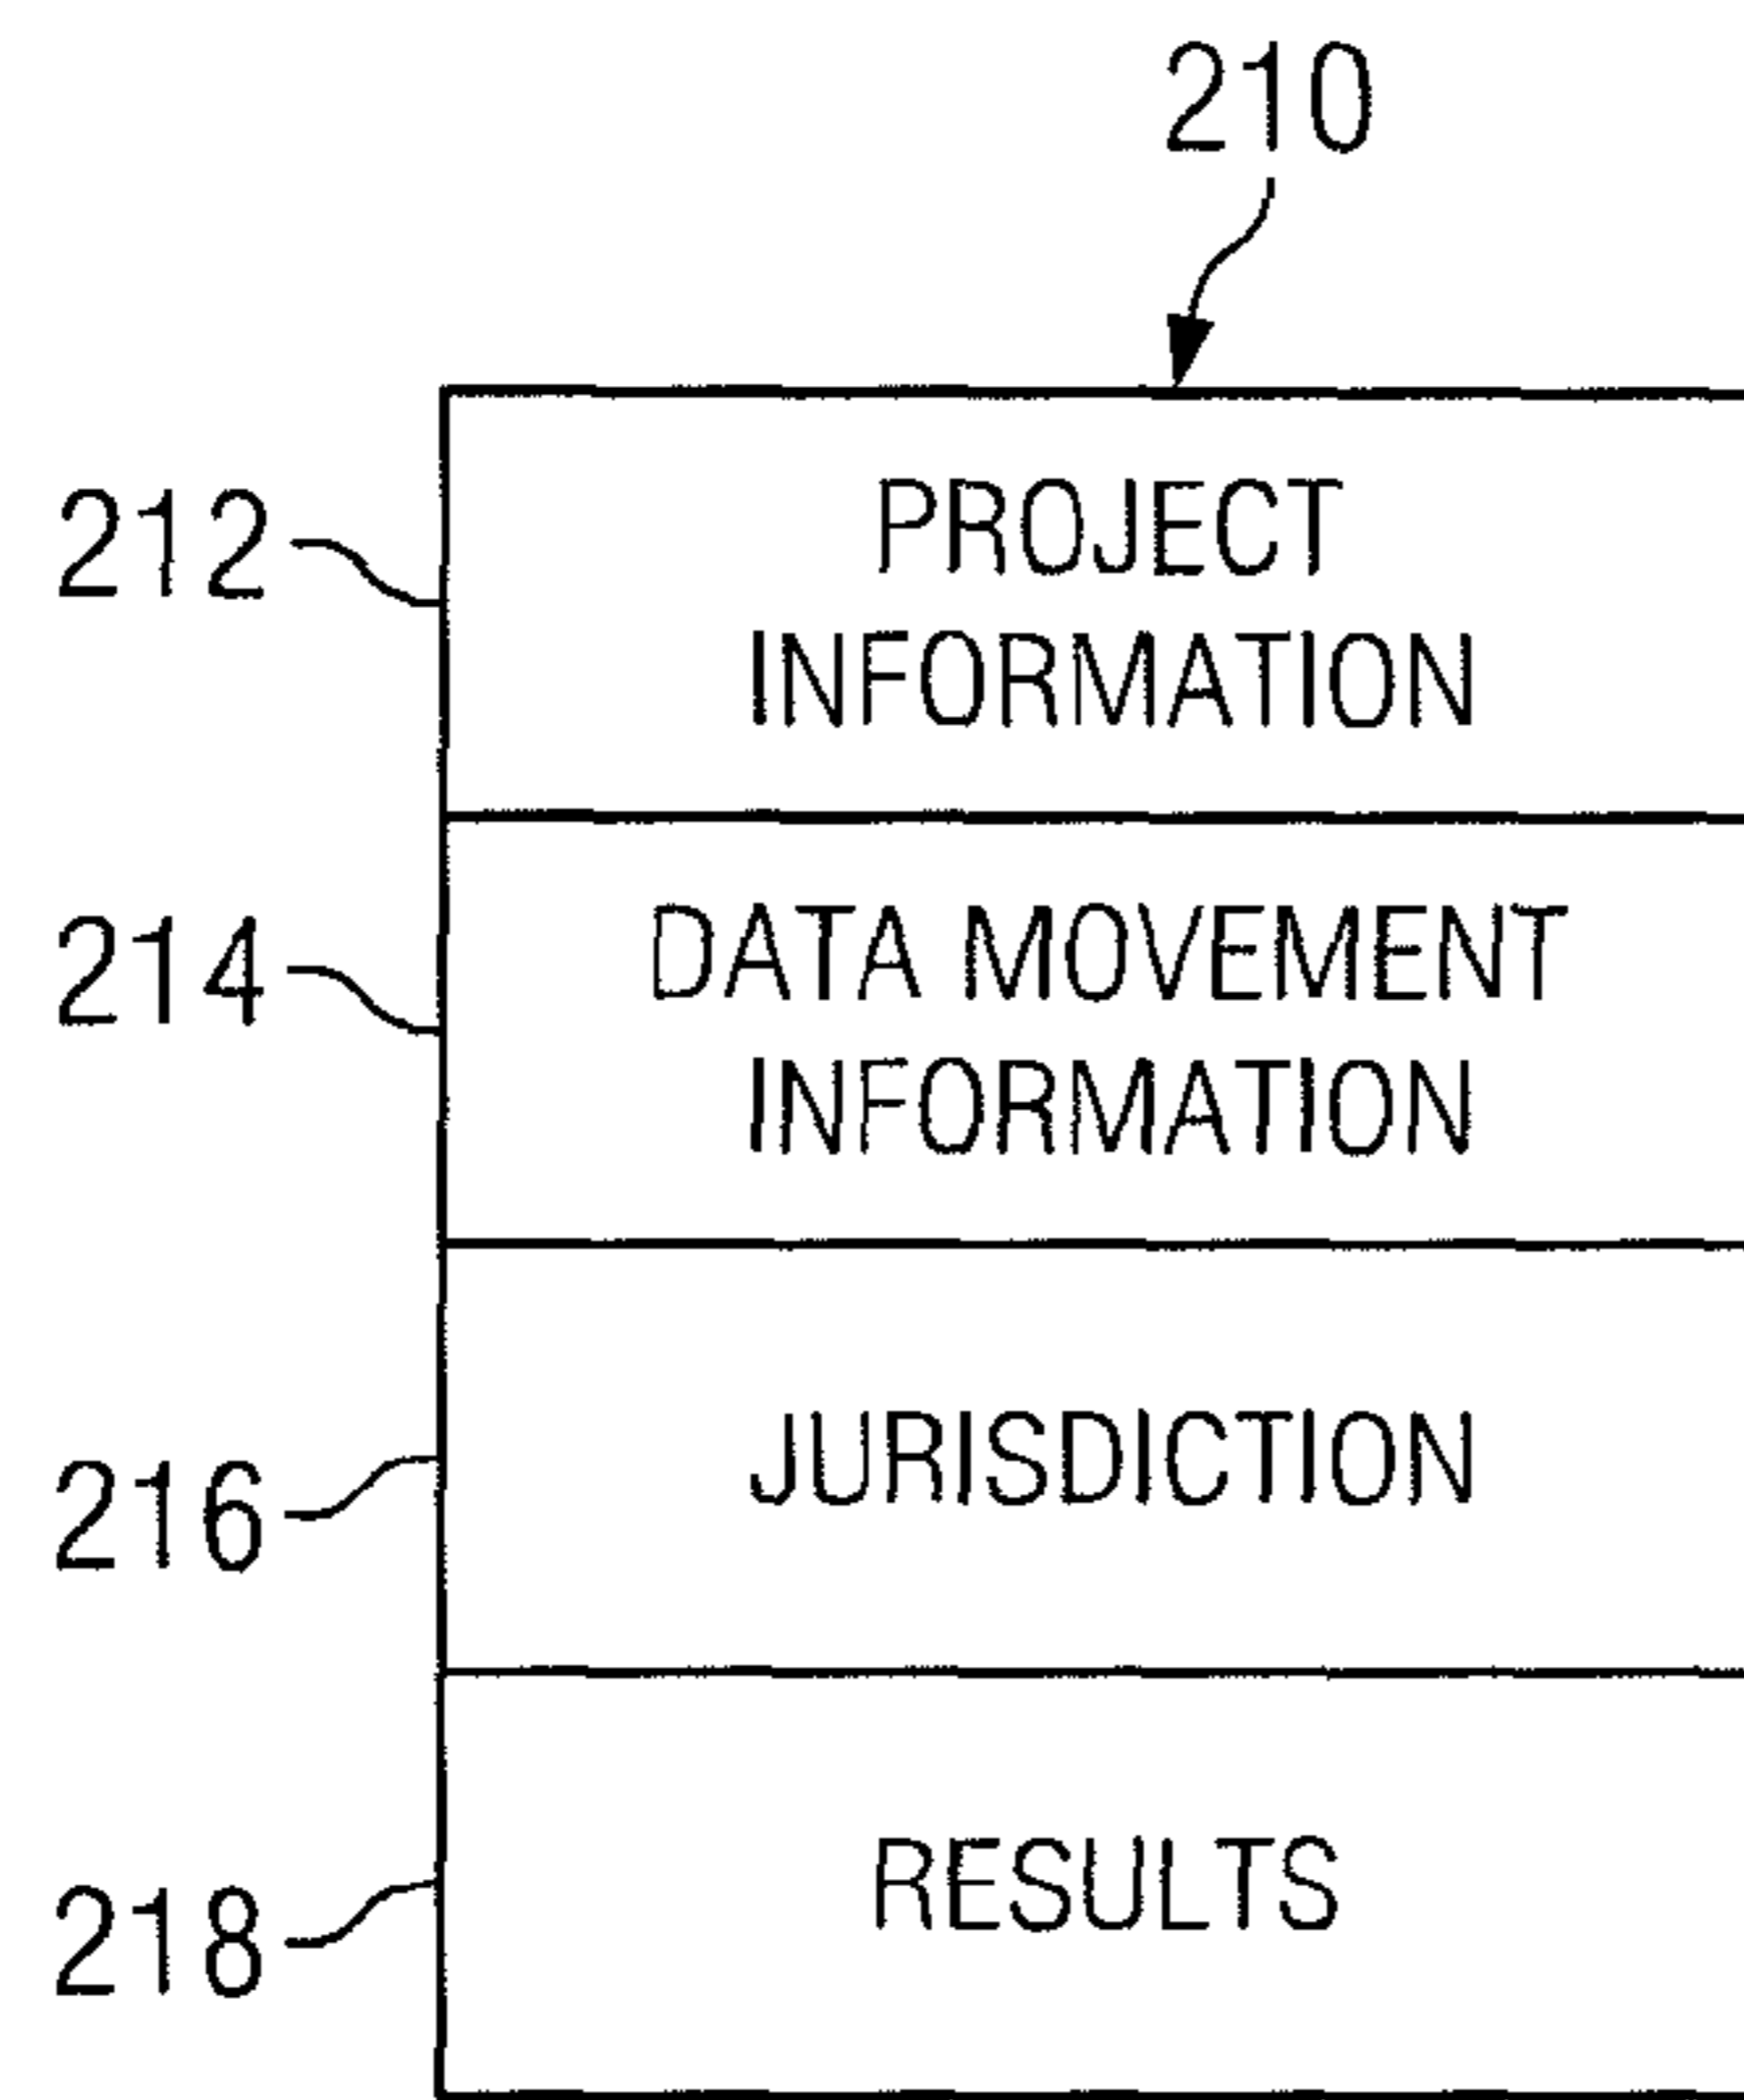 210
212
PROJECT
INFORMATION
214
DATA MOVEMENT
INFORMATION
216
JURISDICTION
218
RESULTS